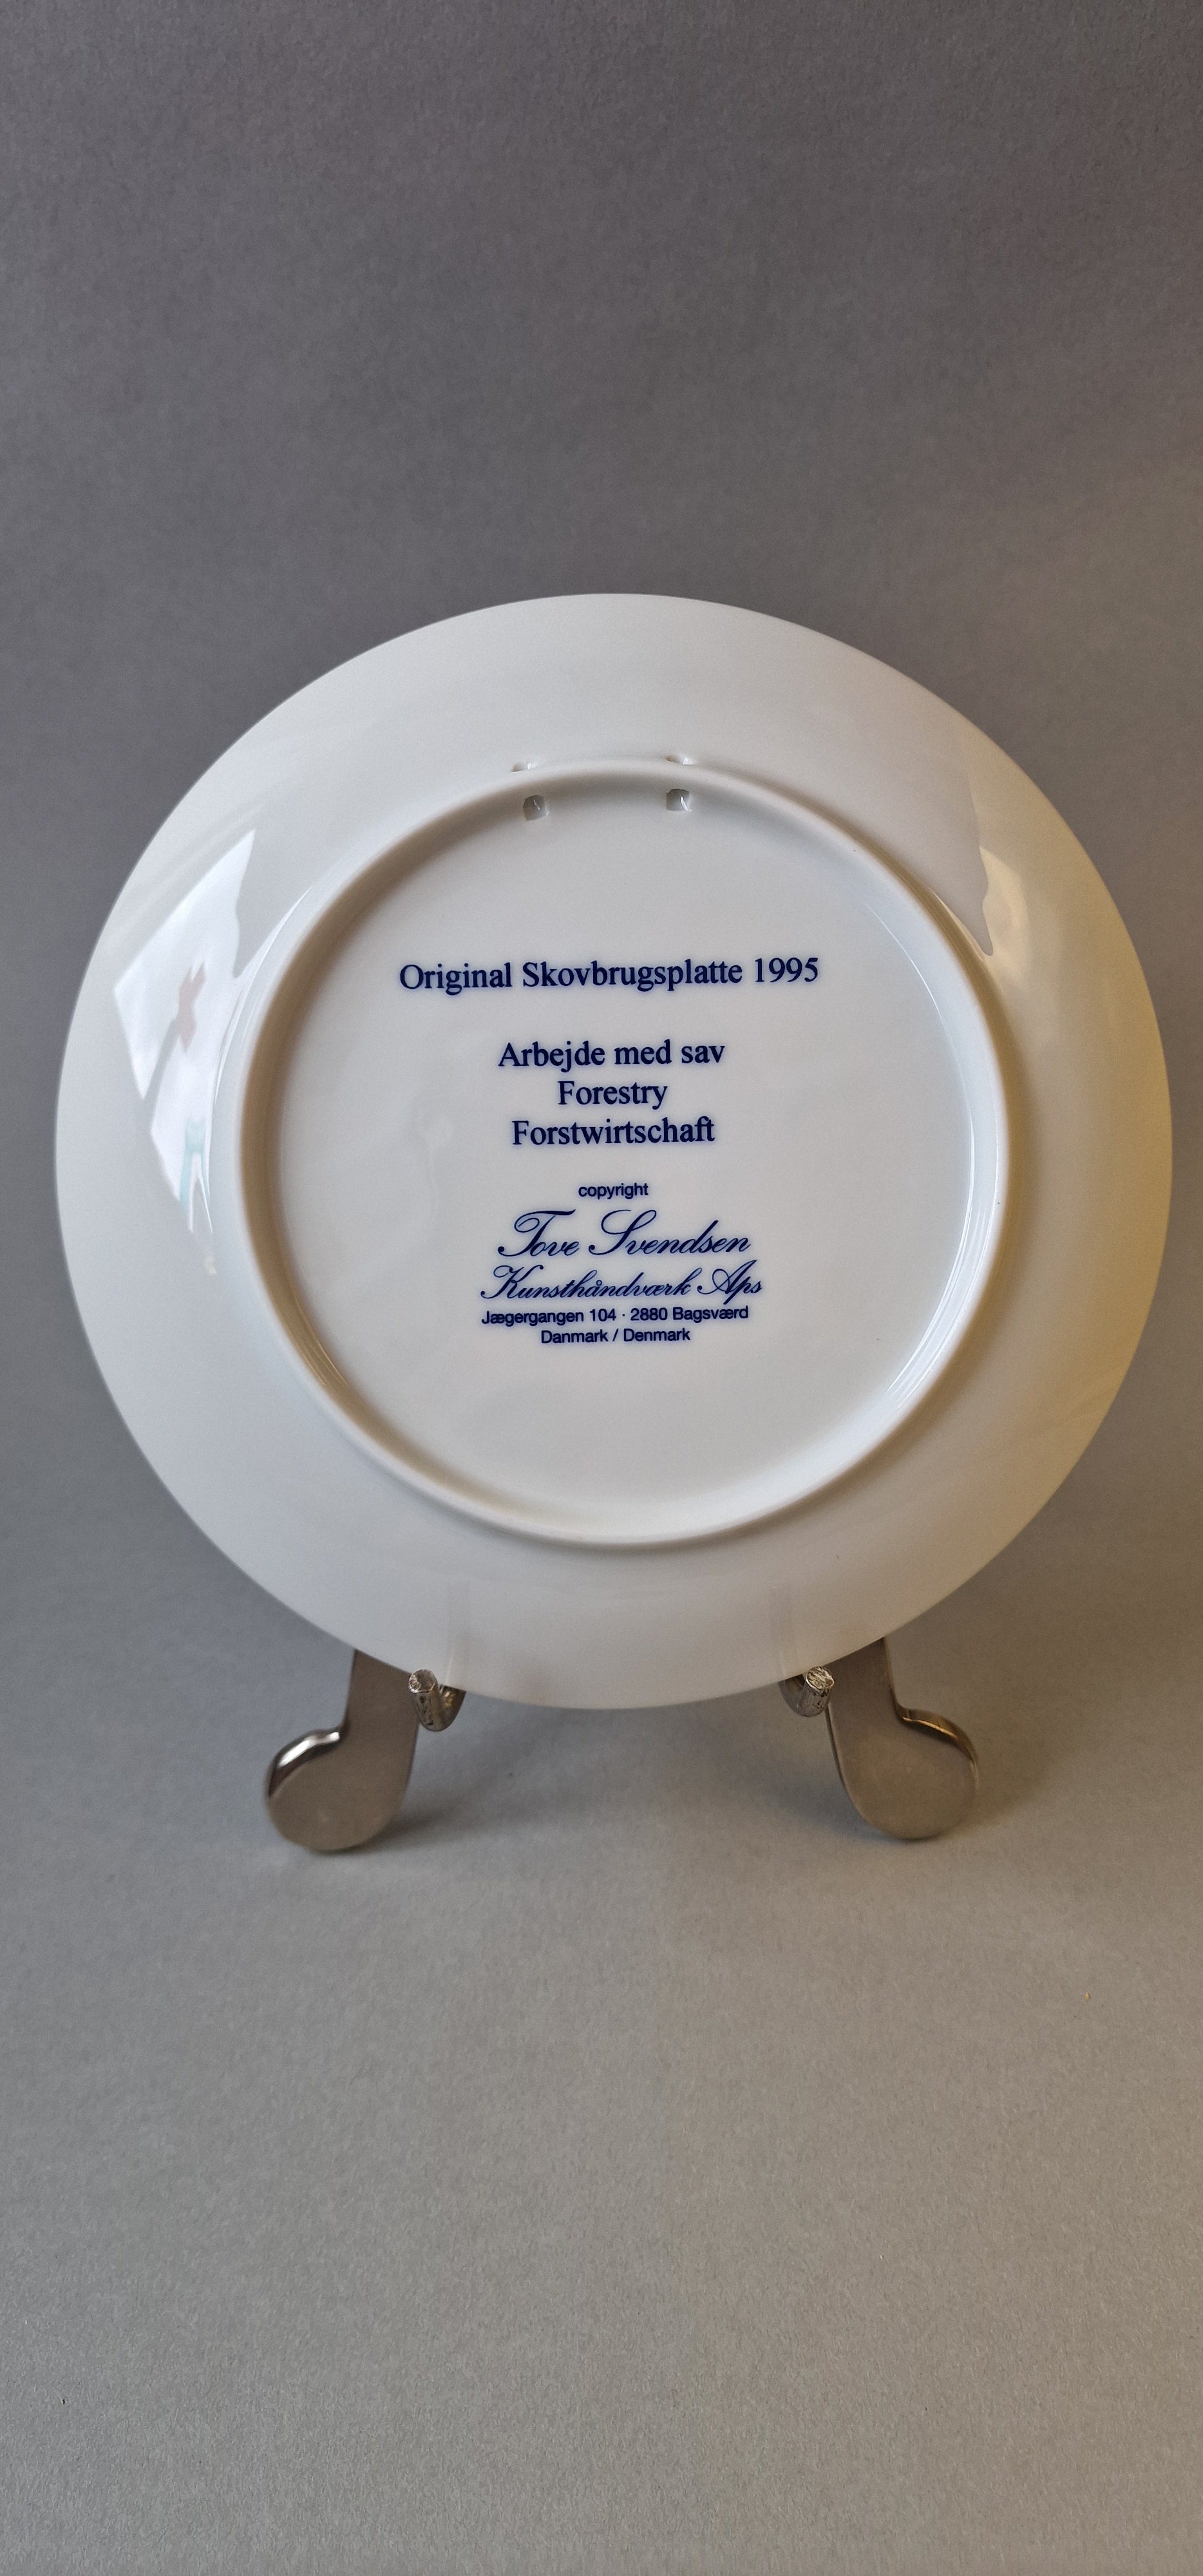 Original Skovbrugsplatte 1995
Arbejde med sav
Forestry
Forstwirtschaft
copyright
Tove Svendsen
Kunsthåndværk Aps
Jægergangen 104 · 2880 Bagsværd
Danmark / Denmark